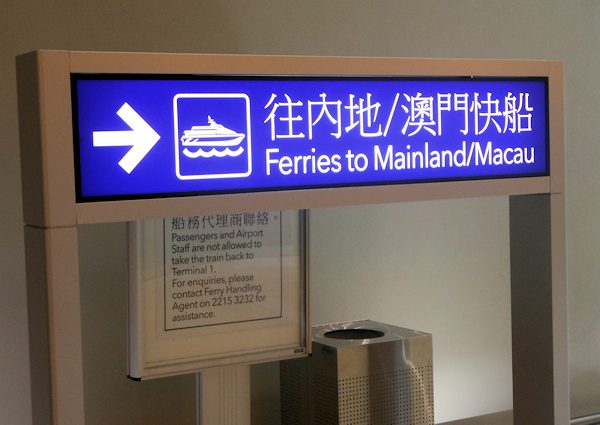 往內地/澳門快船
Ferries to Mainland/Macau
船務代理商聯絡。
Passengers and Airport
Staff are not allowed to
take the train back to
Terminal 1.
For enquiries, please
contact Ferry Handling
Agent on 2215 3232 for
assistance.